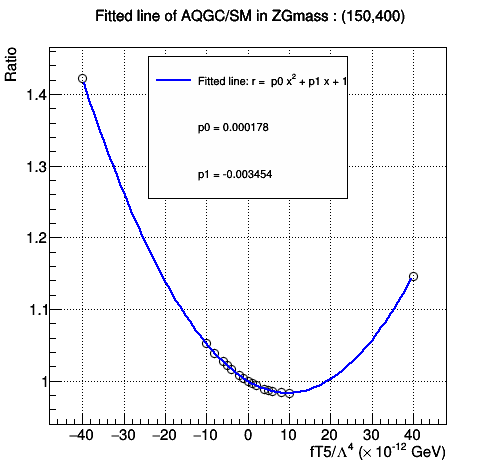 Fitted line of AQGC/SM in ZGmass : (150,400)
Ratio
Fitted line: r = p0 x² + p1 x + 1
p0 = 0.000178
p1 = -0.003454
1.4
1.3
1.2
1.1
1
−40 −30 −20 −10 0 10 20 30 40
fT5/Λ⁴ (× 10⁻¹² GeV)